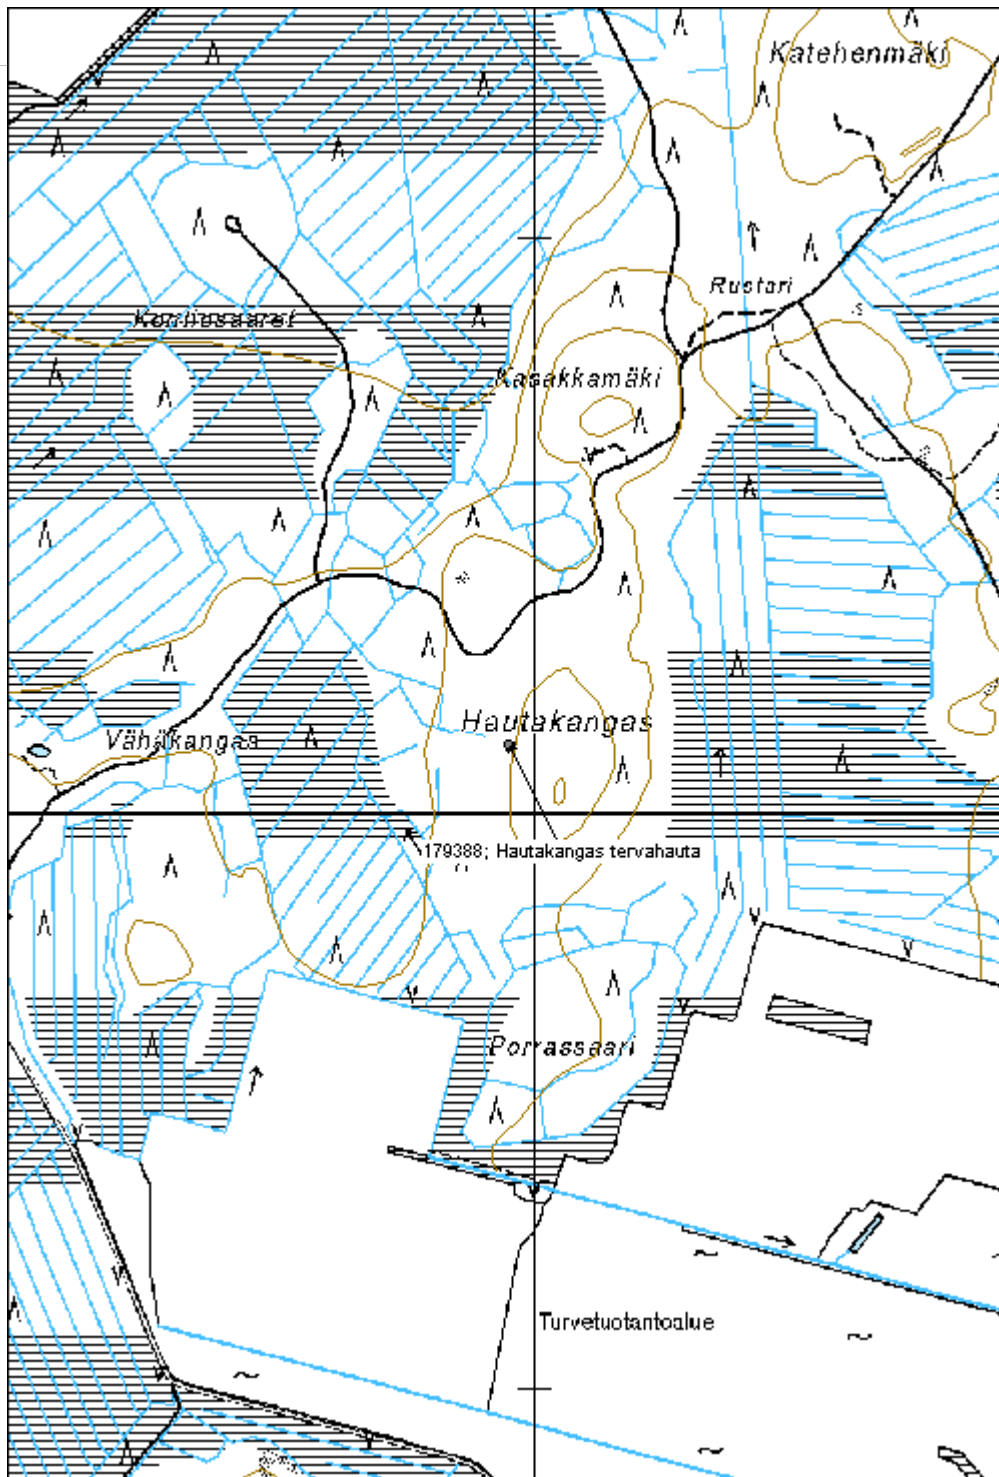 Katehenmäki
Rustari
Kasakkamäki
Hautakangas
Vähäkangas
179388; Hautakangas tervahauta
Porrassaari
Turvetuotantoalue